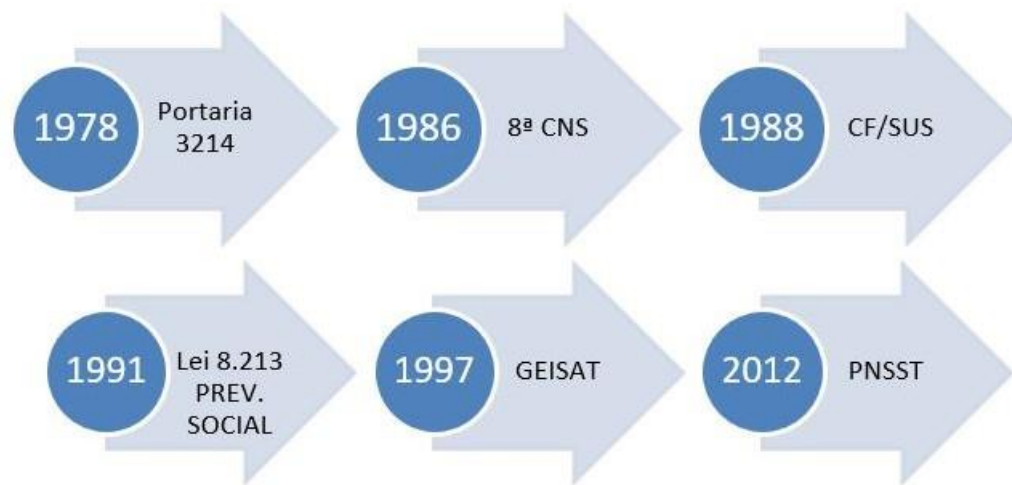 1978
Portaria
3214
1986
8ª CNS
1988
CF/SUS
1991
Lei 8.213
PREV.
SOCIAL
1997
GEISAT
2012
PNSST